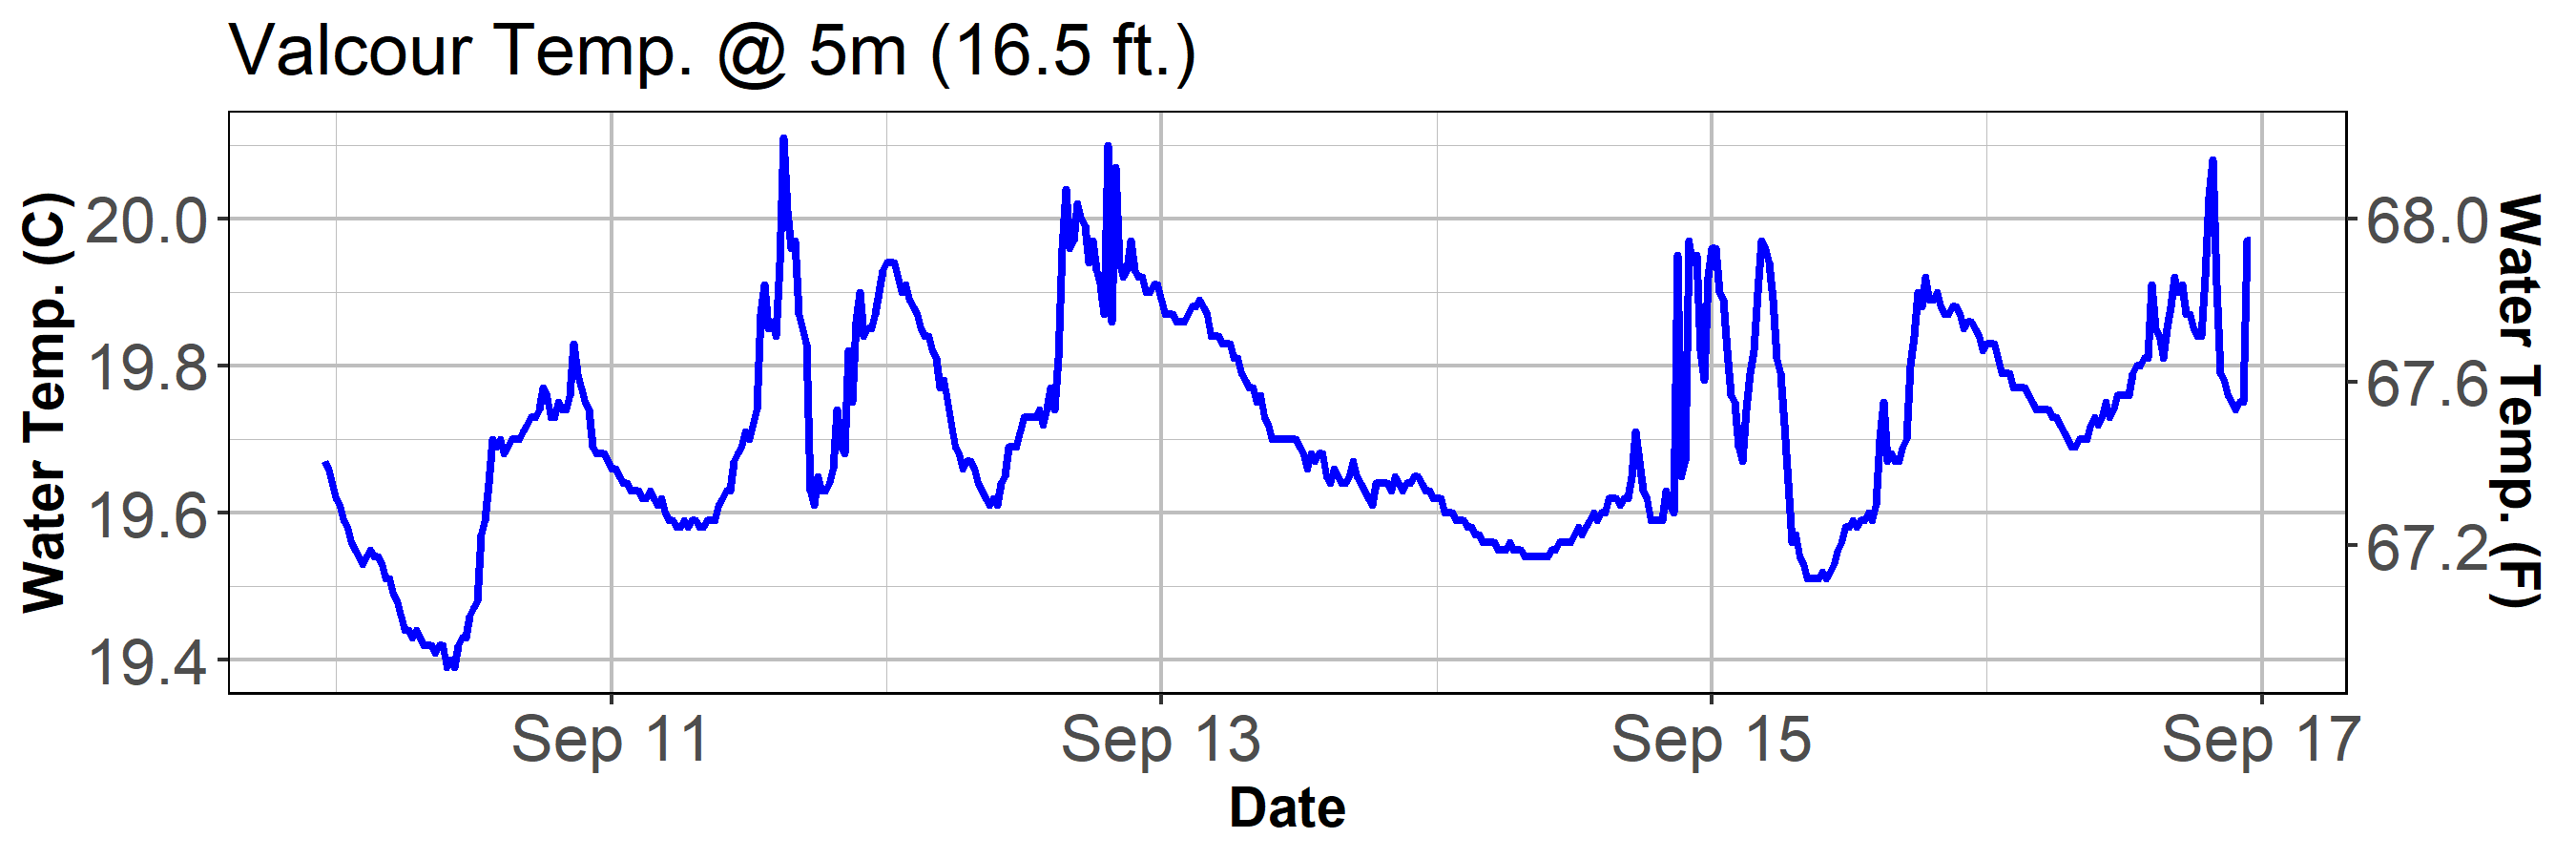 Valcour Temp. @ 5m (16.5 ft.)
Water Temp. (C)
20.0
19.8
19.6
19.4
68.0
67.6
67.2
Water Temp. (F)
Sep 11 Sep 13 Sep 15 Sep 17
Date